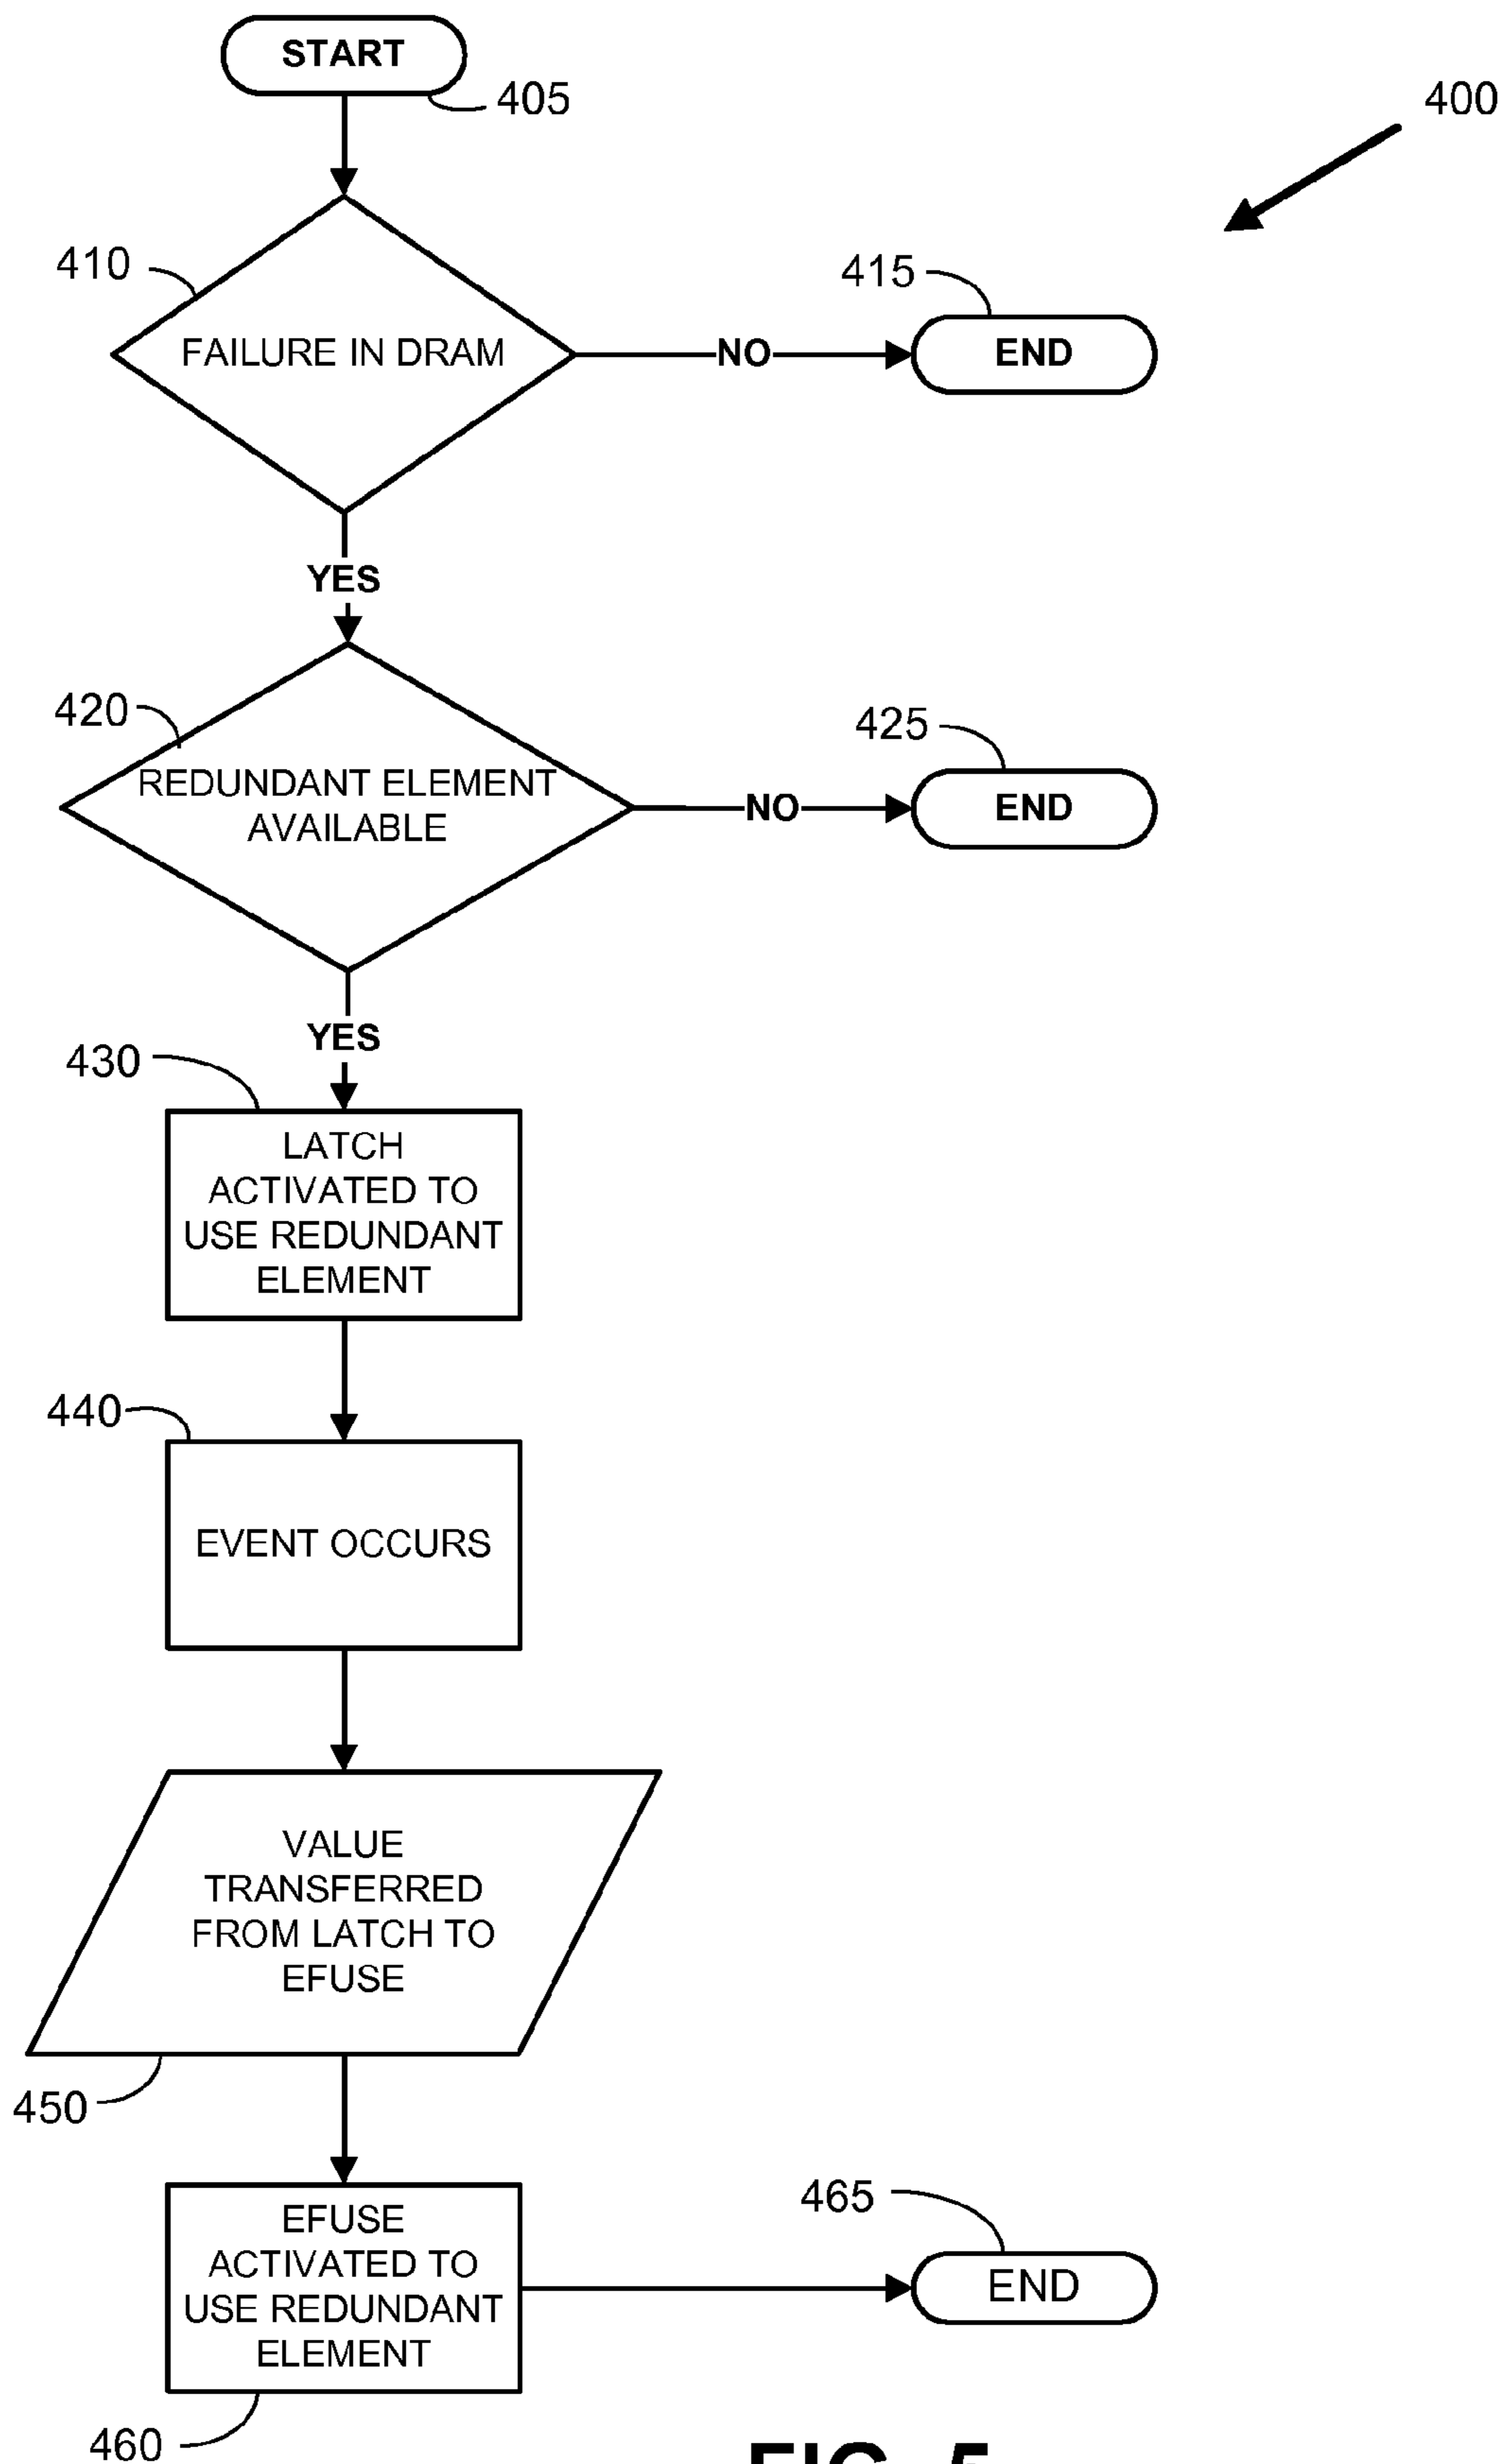 START
405
400
410
FAILURE IN DRAM
NO
415
END
YES
420
REDUNDANT ELEMENT
AVAILABLE
NO
425
END
YES
430
LATCH
ACTIVATED TO
USE REDUNDANT
ELEMENT
440
EVENT OCCURS
VALUE
TRANSFERRED
FROM LATCH TO
EFUSE
450
EFUSE
ACTIVATED TO
USE REDUNDANT
ELEMENT
465
END
460
FIG. 5